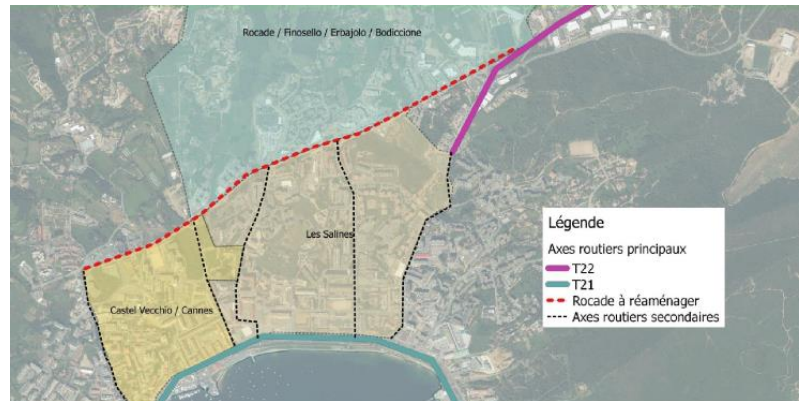 Rocade / Finosello / Erbajolo / Bodiccione
Les Salines
Castel Vecchio / Cannes
Légende
Axes routiers principaux
T22
T21
Rocade à réaménager
Axes routiers secondaires